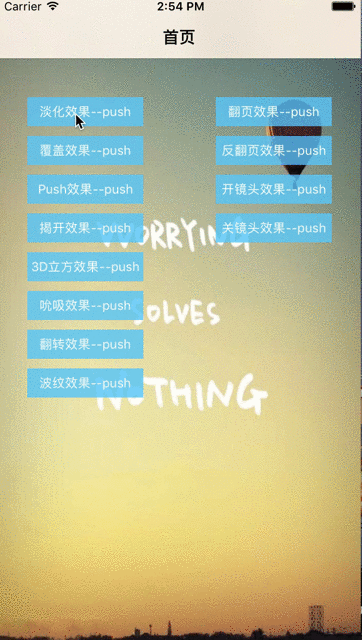 Carrier 2:54 PM
首页
淡化效果--push
翻页效果--push
覆盖效果--push
反翻页效果--push
Push效果--push
开镜头效果--push
揭开效果--push
关镜头效果--push
WORRYING
3D立方效果--push
吮吸效果--push
SOLVES
翻转效果--push
波纹效果--push
NOTHING